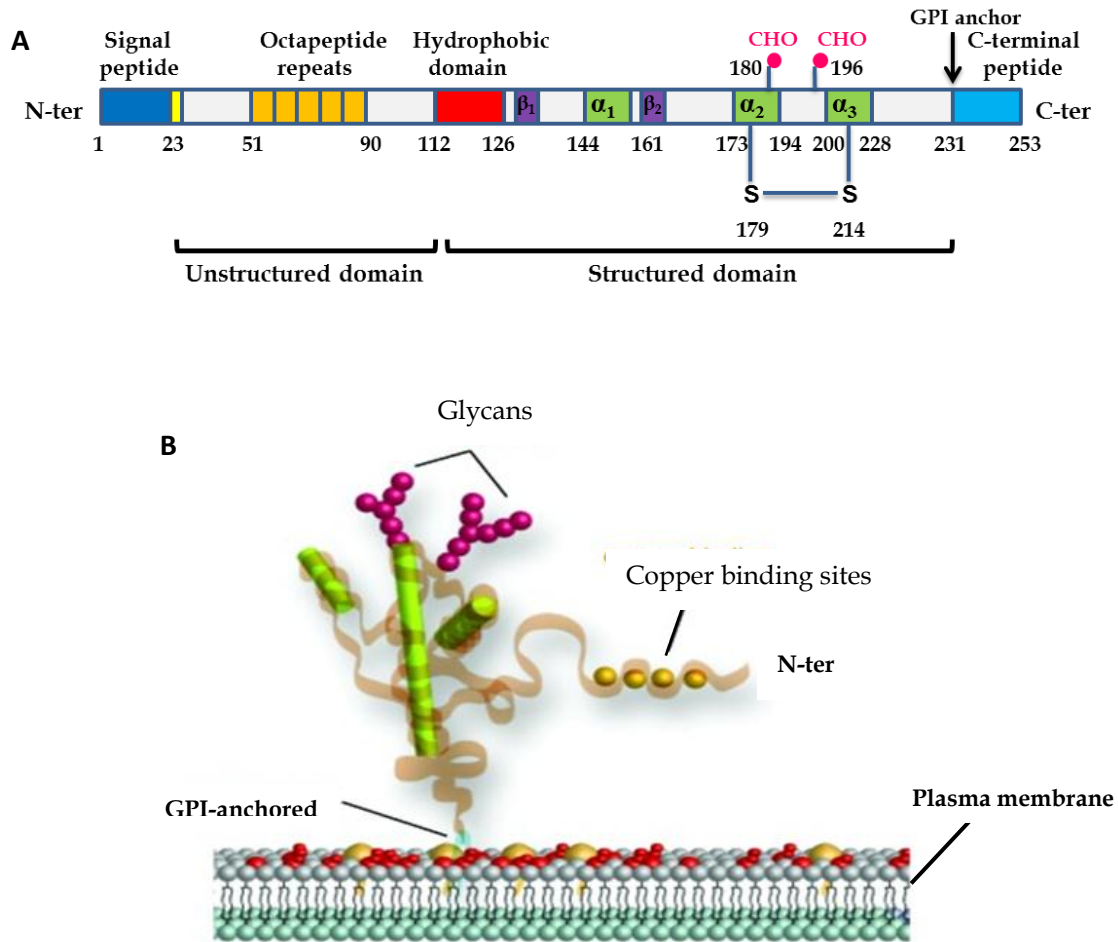 A
Signal peptide
Octapeptide repeats
Hydrophobic domain
CHO CHO
GPI anchor
C-terminal peptide
180 196
N-ter
β1 α1 β2 α2 α3
C-ter
1 23 51 90 112 126 144 161 173 194 200 228 231 253
S S
179 214
Unstructured domain
Structured domain
Glycans
B
Copper binding sites
N-ter
GPI-anchored
Plasma membrane